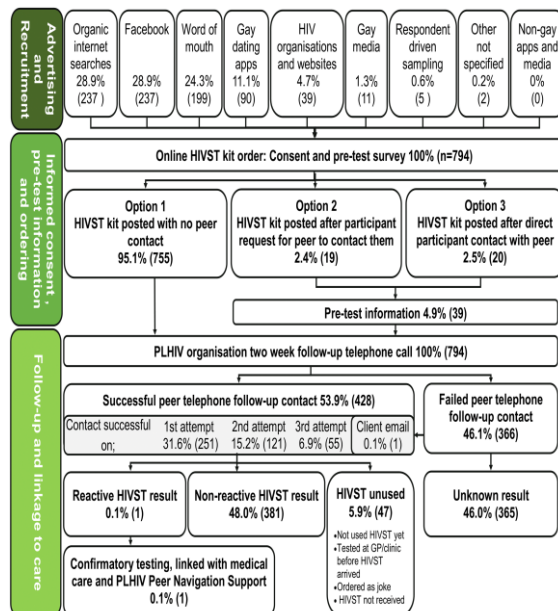 Advertising
and
Recruitment
Organic
internet
searches
28.9%
(237 )
Facebook
28.9%
(237)
Word of
mouth
24.3%
(199)
Gay
dating
apps
11.1%
(90)
HIV
organisations
and websites
4.7%
(39)
Gay
media
1.3%
(11)
Respondent
driven
sampling
0.6%
(5 )
Other
not
specified
0.2%
(2)
Non-gay
apps and
media
0%
(0)
Informed consent ,
pre-test information
and ordering
Online HIVST kit order: Consent and pre-test survey 100% (n=794)
Option 1
HIVST kit posted with no peer
contact
95.1% (755)
Option 2
HIVST kit posted after participant
request for peer to contact them
2.4% (19)
Option 3
HIVST kit posted after direct
participant contact with peer
2.5% (20)
Pre-test information 4.9% (39)
Follow-up and linkage to care
PLHIV organisation two week follow-up telephone call 100% (794)
Successful peer telephone follow-up contact 53.9% (428)
Contact successful
on;
1st attempt
31.6% (251)
2nd attempt
15.2% (121)
3rd attempt
6.9% (55)
Client email
0.1% (1)
Failed peer telephone
follow-up contact
46.1% (366)
Reactive HIVST result
0.1% (1)
Non-reactive HIVST result
48.0% (381)
HIVST unused
5.9% (47)
•Not used HIVST yet
•Tested at GP/clinic
before HIVST
arrived
•Ordered as joke
• HIVST not received
Unknown result
46.0% (365)
Confirmatory testing, linked with medical
care and PLHIV Peer Navigation Support
0.1% (1)